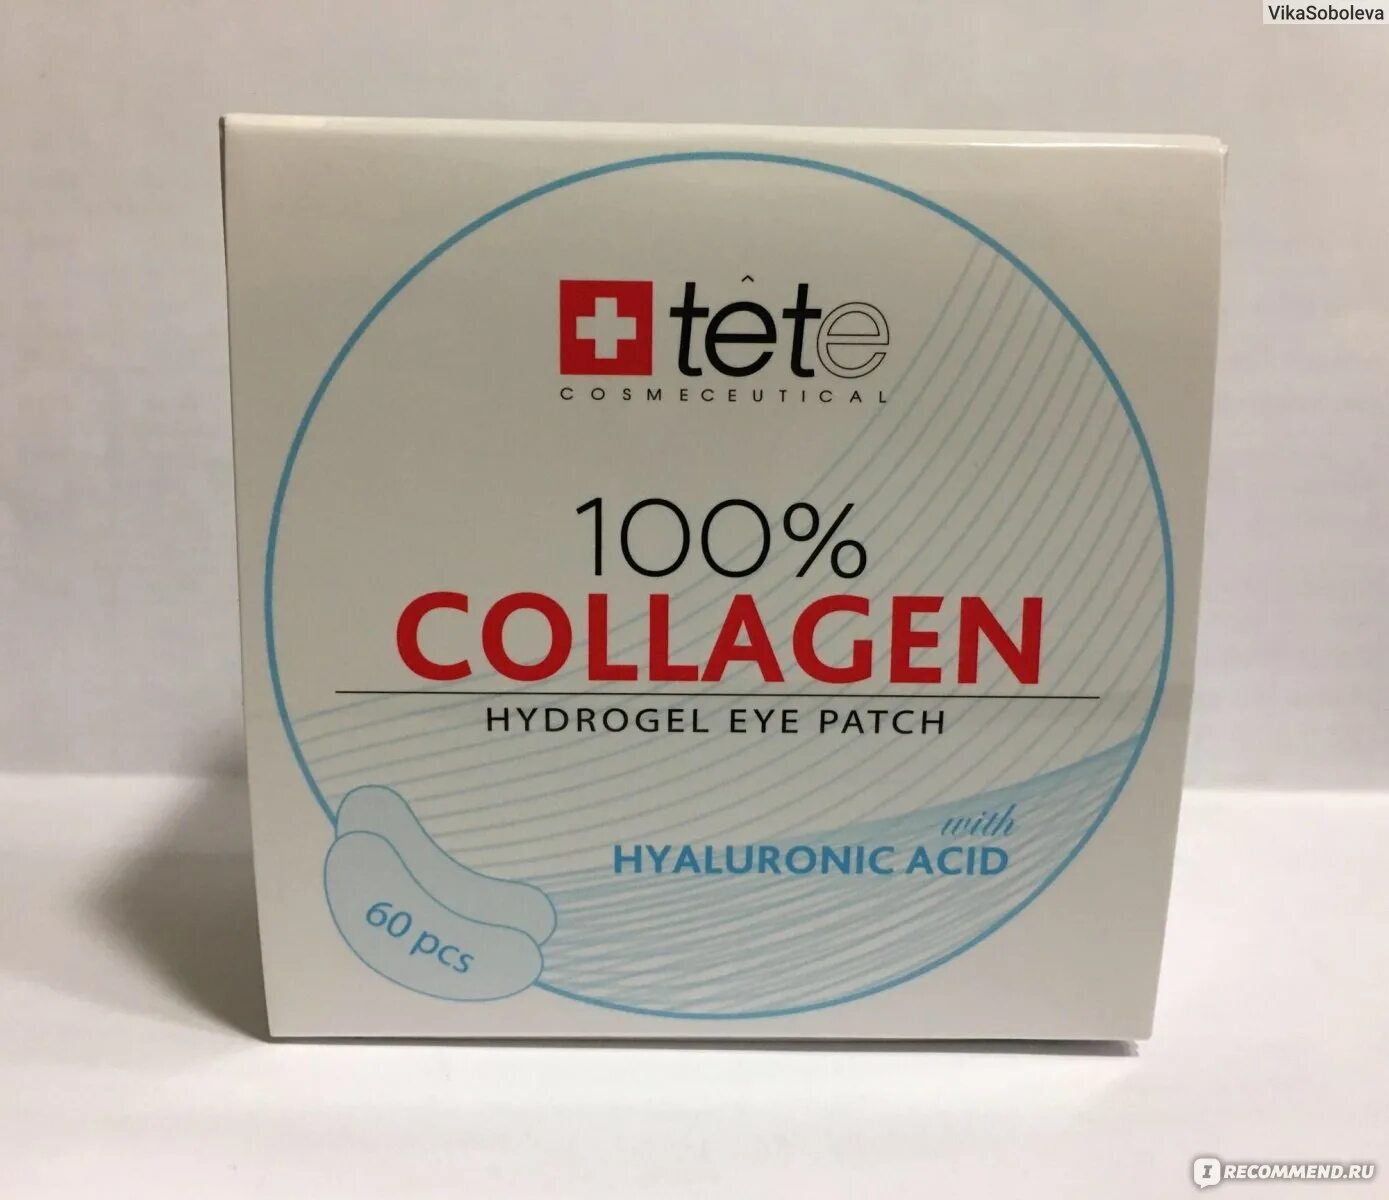 VikaSoboleva
tête
COSMECEUTICAL
100%
COLLAGEN
HYDROGEL EYE PATCH
with
HYALURONIC ACID
60 pcs
I RECOMMEND.RU